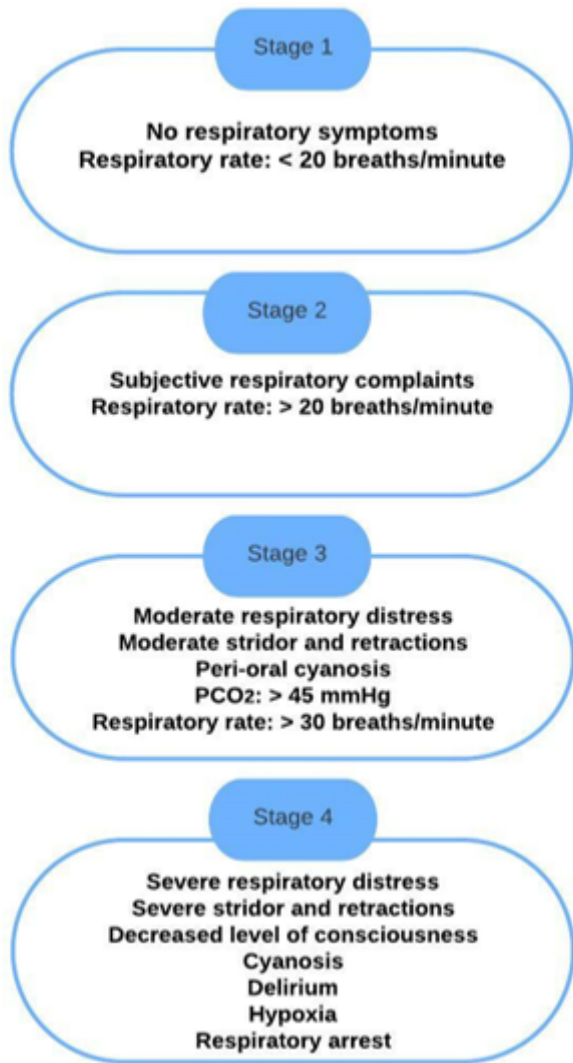 Stage 1
No respiratory symptoms
Respiratory rate: < 20 breaths/minute
Stage 2
Subjective respiratory complaints
Respiratory rate: > 20 breaths/minute
Stage 3
Moderate respiratory distress
Moderate stridor and retractions
Peri-oral cyanosis
PCO2: > 45 mmHg
Respiratory rate: > 30 breaths/minute
Stage 4
Severe respiratory distress
Severe stridor and retractions
Decreased level of consciousness
Cyanosis
Delirium
Hypoxia
Respiratory arrest